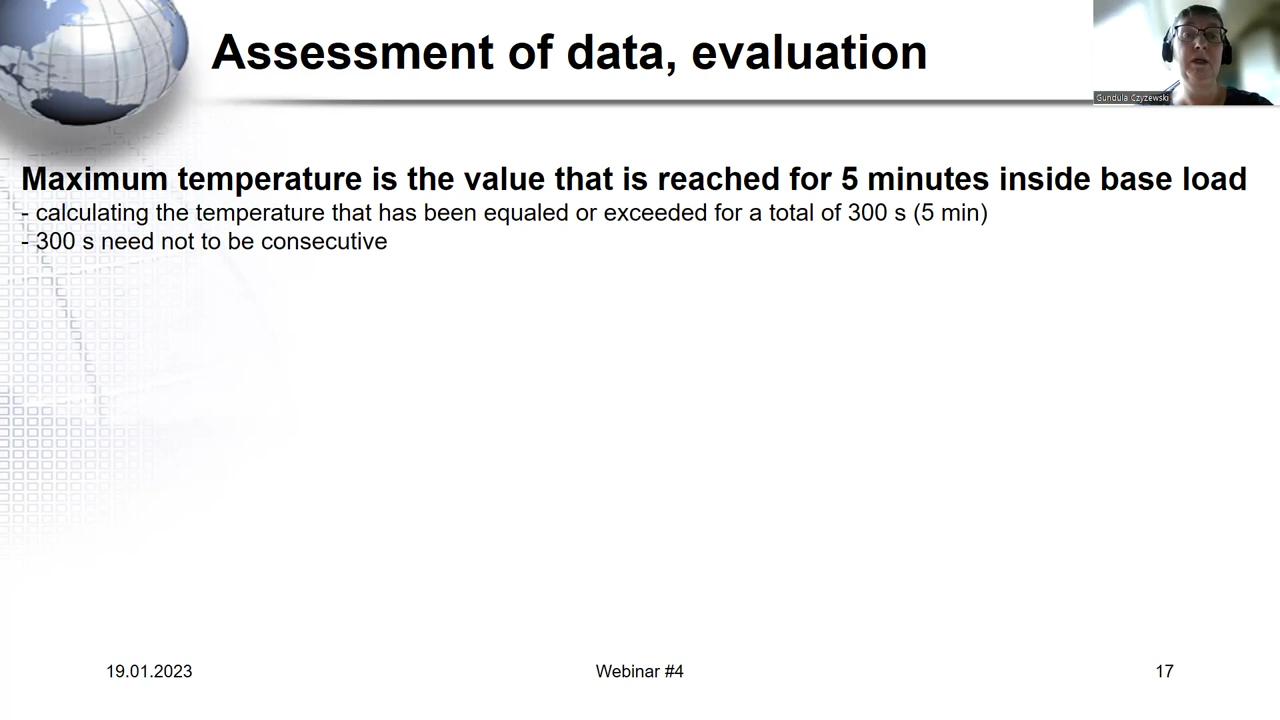 Assessment of data, evaluation
Gundula Czyzewski
Maximum temperature is the value that is reached for 5 minutes inside base load
- calculating the temperature that has been equaled or exceeded for a total of 300 s (5 min)
- 300 s need not to be consecutive
19.01.2023
Webinar #4
17